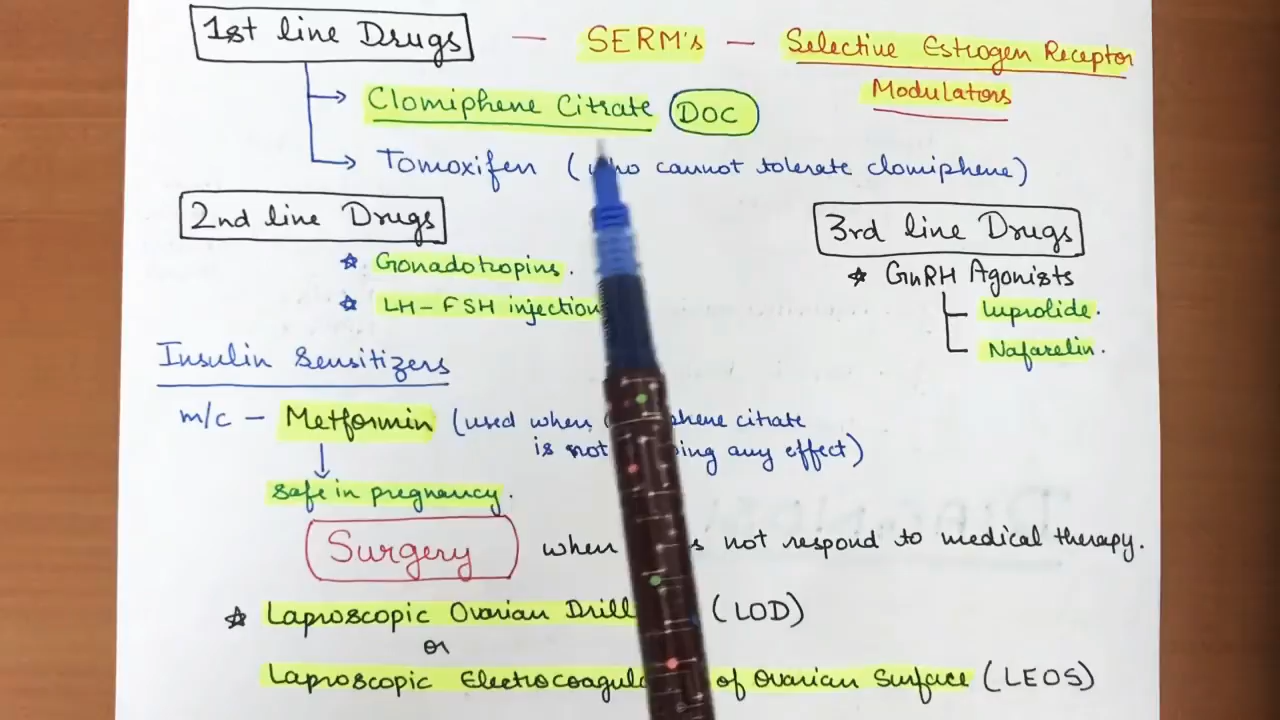 1st line Drugs — SERM's — Selective Estrogen Receptor
Modulators
Clomiphene Citrate DOC
Tomoxifen ( who cannot tolerate clomiphene)
2nd line Drugs
☆ Gonadotropins.
☆ LH-FSH injection
3rd line Drugs
☆ GnRH Agonists
Luprolide.
Nafarelin.
Insulin Sensitizers
m/c - Metformin (used when citrate
is not any effect)
↓
Safe in pregnancy.
Surgery when not respond to medical therapy.
☆ Laproscopic Ovarian Drill (LOD)
or
Laproscopic Electrocoagul of Ovarian Surface (LEOS)